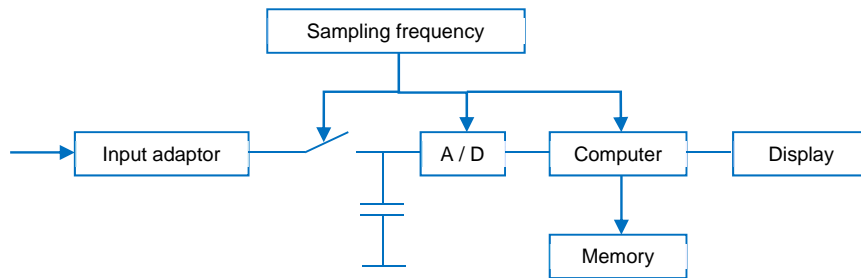 Sampling frequency
Input adaptor
A / D
Computer
Display
Memory